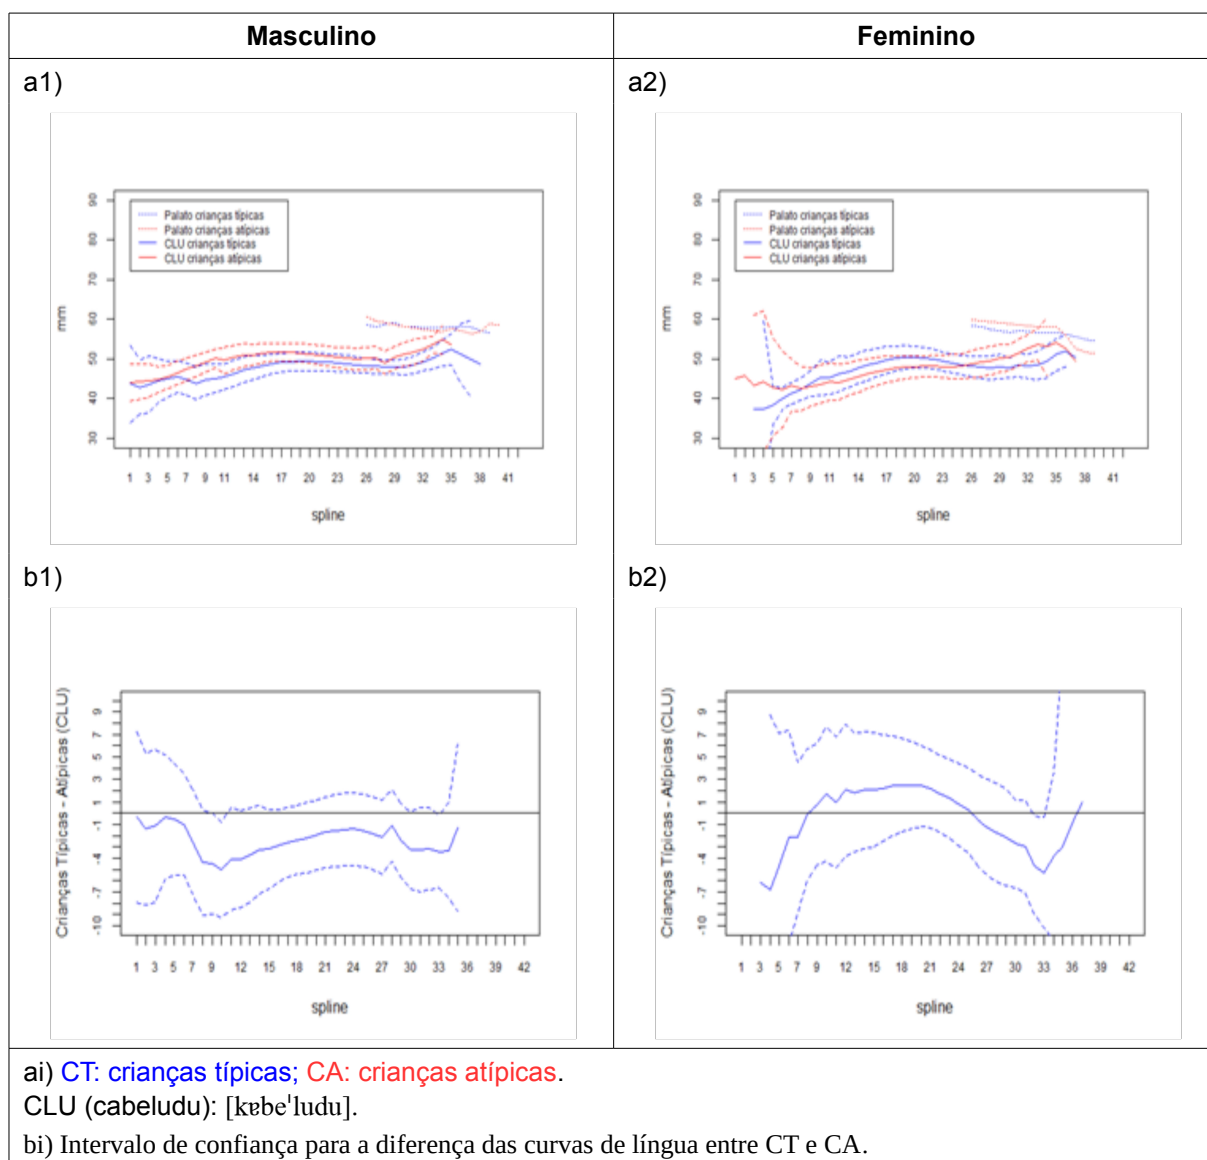 Masculino
Feminino
a1)
a2)
90
80
70
60
50
40
30
mm
Palato crianças típicas
Palato crianças atípicas
CLU crianças típicas
CLU crianças atípicas
1 3 5 7 9 11 14 17 20 23 26 29 32 35 38 41
spline
90
80
70
60
50
40
30
mm
Palato crianças típicas
Palato crianças atípicas
CLU crianças típicas
CLU crianças atípicas
1 3 5 7 9 11 14 17 20 23 26 29 32 35 38 41
spline
b1)
b2)
Crianças Típicas - Atípicas (CLU)
9
7
5
3
1
-1
-4
-7
-10
1 3 5 7 9 12 15 18 21 24 27 30 33 36 39 42
spline
Crianças Típicas - Atípicas (CLU)
9
7
5
3
1
-1
-4
-7
-10
1 3 5 7 9 12 15 18 21 24 27 30 33 36 39 42
spline
ai) CT: crianças típicas; CA: crianças atípicas.
CLU (cabeludu): [kɐbeˈludu].
bi) Intervalo de confiança para a diferença das curvas de língua entre CT e CA.